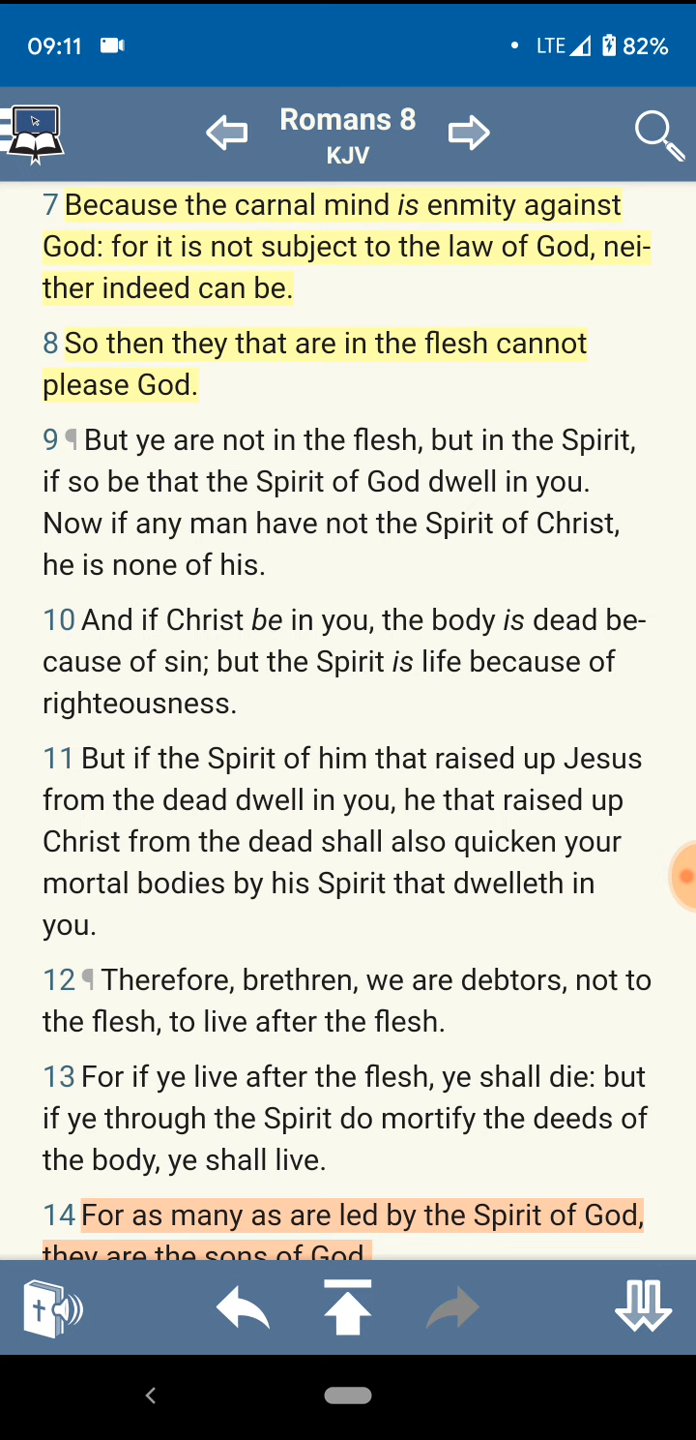 09:11 LTE 82%
Romans 8
KJV
7 Because the carnal mind is enmity against
God: for it is not subject to the law of God, nei-
ther indeed can be.
8 So then they that are in the flesh cannot
please God.
9 ¶ But ye are not in the flesh, but in the Spirit,
if so be that the Spirit of God dwell in you.
Now if any man have not the Spirit of Christ,
he is none of his.
10 And if Christ be in you, the body is dead be-
cause of sin; but the Spirit is life because of
righteousness.
11 But if the Spirit of him that raised up Jesus
from the dead dwell in you, he that raised up
Christ from the dead shall also quicken your
mortal bodies by his Spirit that dwelleth in
you.
12 ¶ Therefore, brethren, we are debtors, not to
the flesh, to live after the flesh.
13 For if ye live after the flesh, ye shall die: but
if ye through the Spirit do mortify the deeds of
the body, ye shall live.
14 For as many as are led by the Spirit of God,
they are the sons of God.